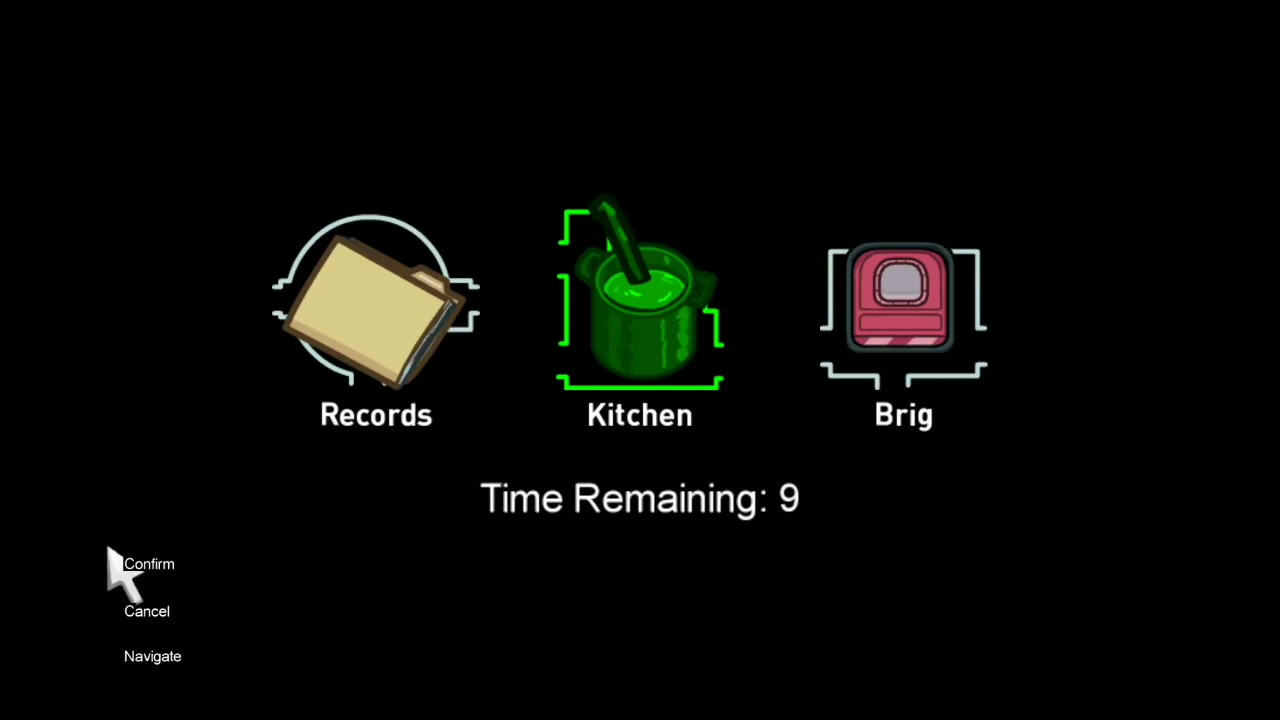 Records
Kitchen
Brig
Time Remaining: 9
Confirm
Cancel
Navigate